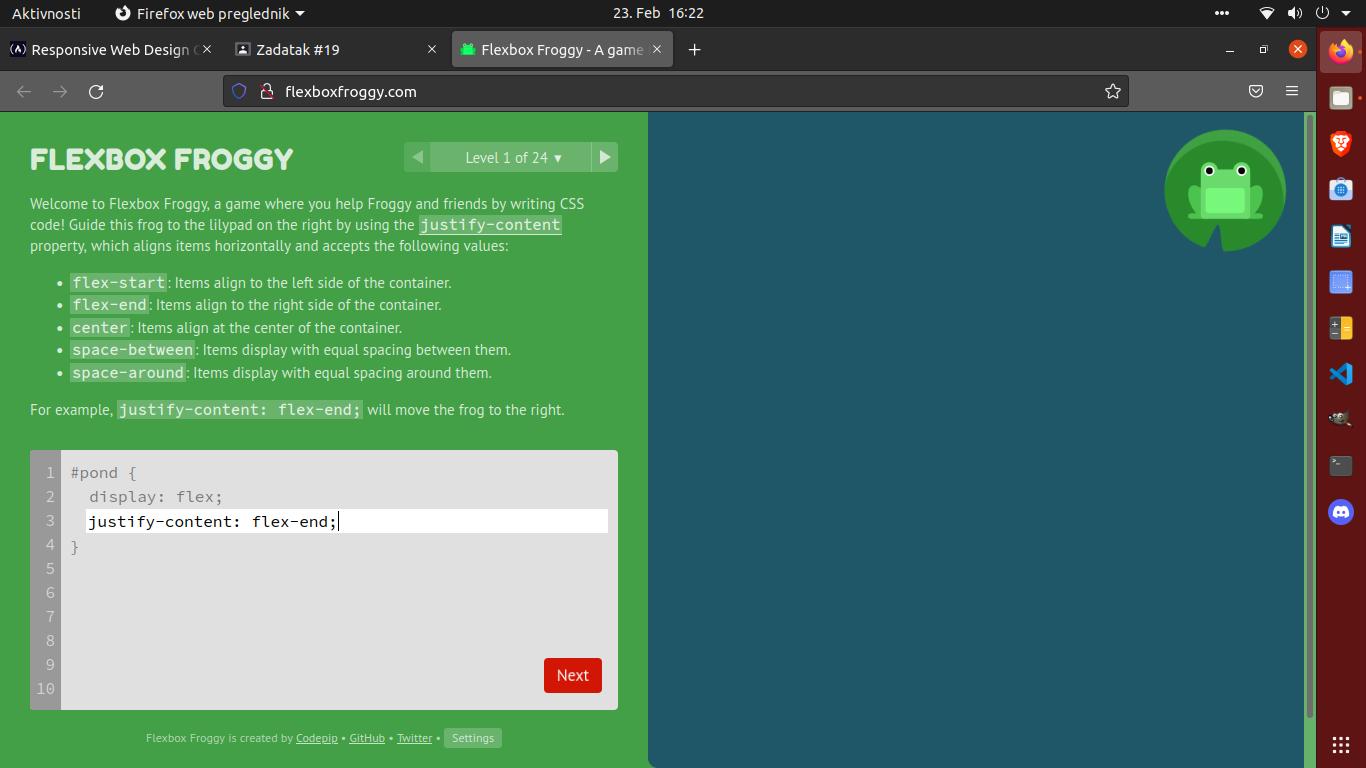 Aktivnosti Firefox web preglednik 23. Feb 16:22
Responsive Web Design Zadatak #19 Flexbox Froggy - A game
flexboxfroggy.com
FLEXBOX FROGGY
Level 1 of 24 ▾
Welcome to Flexbox Froggy, a game where you help Froggy and friends by writing CSS
code! Guide this frog to the lilypad on the right by using the justify-content
property, which aligns items horizontally and accepts the following values:
• flex-start: Items align to the left side of the container.
• flex-end: Items align to the right side of the container.
• center: Items align at the center of the container.
• space-between: Items display with equal spacing between them.
• space-around: Items display with equal spacing around them.
For example, justify-content: flex-end; will move the frog to the right.
1 #pond {
2 display: flex;
3 justify-content: flex-end;
4 }
5
6
7
8
9
10
Next
Flexbox Froggy is created by Codepip • GitHub • Twitter • Settings